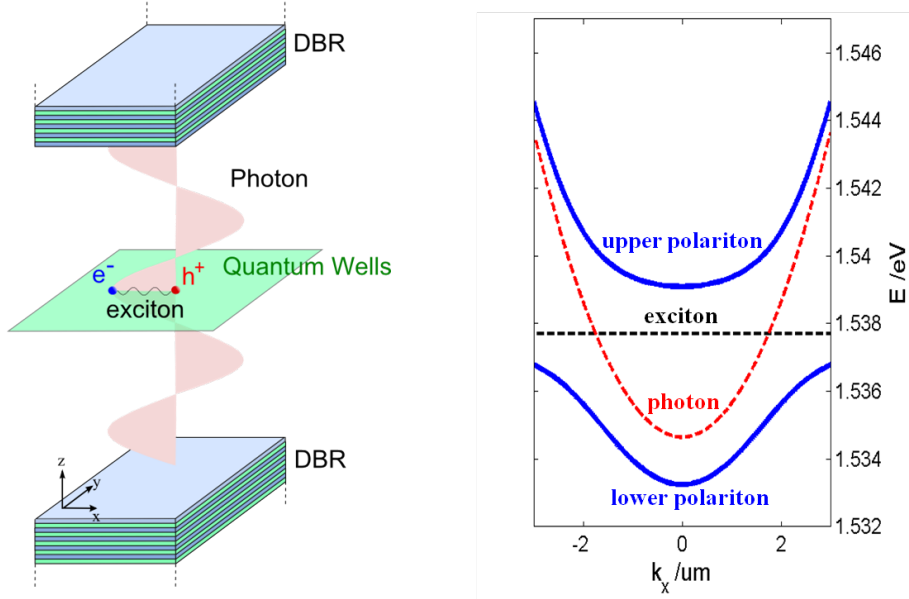 DBR
Photon
Quantum Wells
e- h+
exciton
DBR
z
y
x
1.546
1.544
1.542
upper polariton
1.54
E /eV
exciton
1.538
1.536
photon
1.534
lower polariton
1.532
-2 0 2
k_x /um